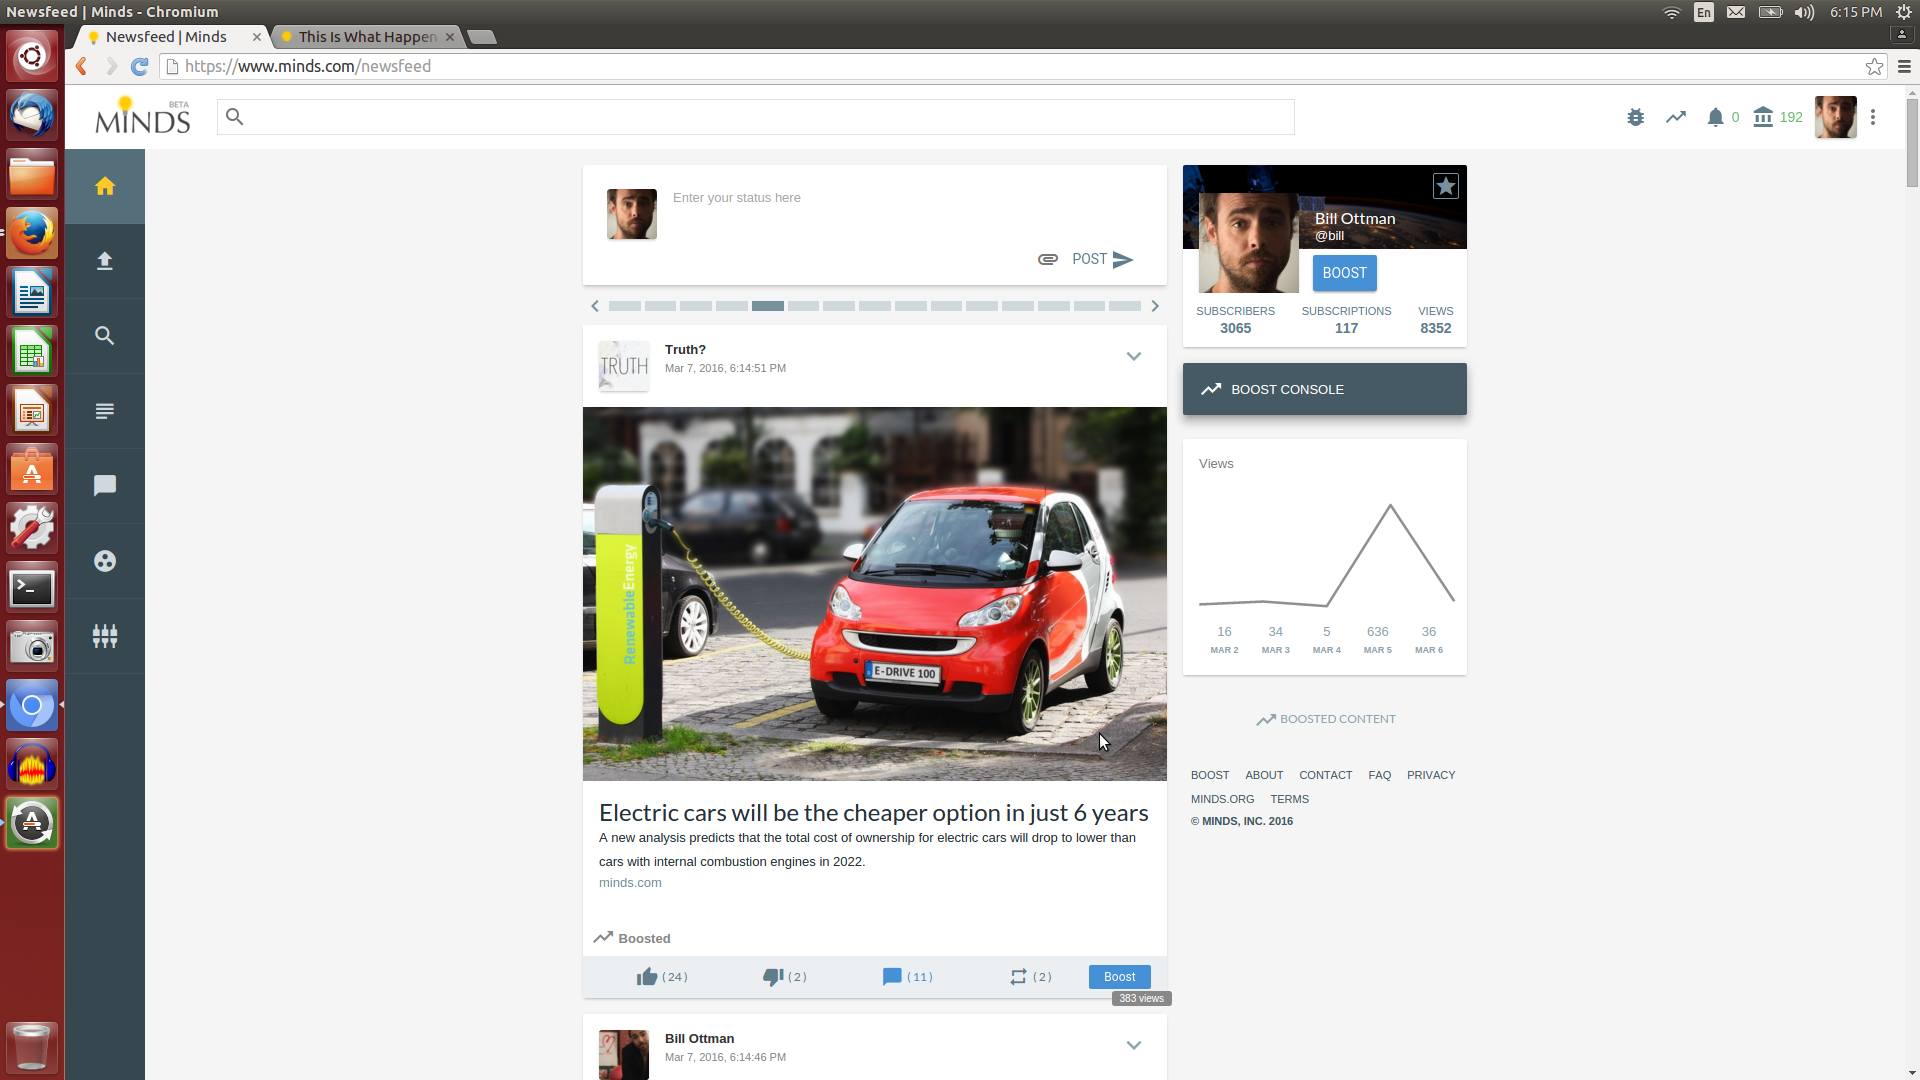 Newsfeed | Minds - Chromium
En
6:15 PM
Newsfeed | Minds
This Is What Happen
https://www.minds.com/newsfeed
MINDS
BETA
0
192
Enter your status here
POST
Bill Ottman
@bill
BOOST
SUBSCRIBERS
3065
SUBSCRIPTIONS
117
VIEWS
8352
TRUTH
Truth?
Mar 7, 2016, 6:14:51 PM
BOOST CONSOLE
Views
16 34 5 636 36
MAR 2 MAR 3 MAR 4 MAR 5 MAR 6
RenewableEnergy
E-DRIVE 100
BOOSTED CONTENT
BOOST ABOUT CONTACT FAQ PRIVACY
MINDS.ORG TERMS
© MINDS, INC. 2016
Electric cars will be the cheaper option in just 6 years
A new analysis predicts that the total cost of ownership for electric cars will drop to lower than
cars with internal combustion engines in 2022.
minds.com
Boosted
(24) (2) (11) (2) Boost
383 views
Bill Ottman
Mar 7, 2016, 6:14:46 PM